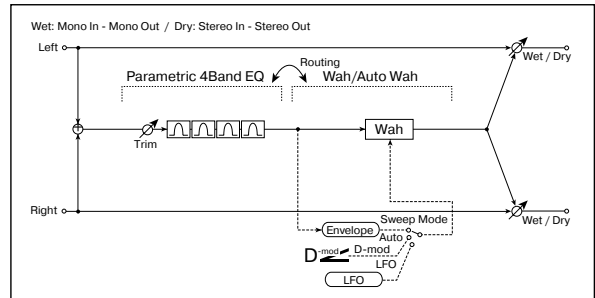 Wet: Mono In - Mono Out / Dry: Stereo In - Stereo Out
Left
Wet / Dry
Routing
Parametric 4Band EQ
Wah/Auto Wah
Trim
Wah
Right
Wet / Dry
Sweep Mode
Envelope
Auto
D-mod
D-mod
LFO
LFO